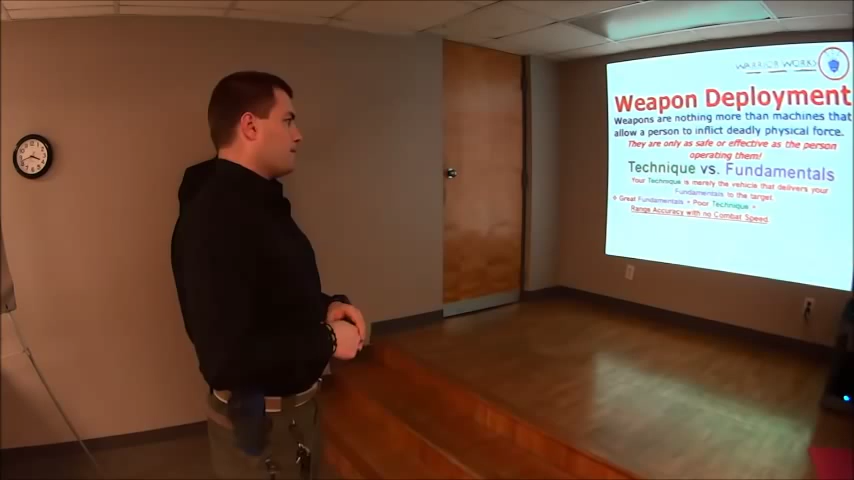 WARRIOR WORKS
Weapon Deployment
Weapons are nothing more than machines that
allow a person to inflict deadly physical force.
They are only as safe or effective as the person
operating them!
Technique vs. Fundamentals
Your Technique is merely the vehicle that delivers your
Fundamentals to the target.
Great Fundamentals + Poor Technique =
Range Accuracy with no Combat Speed.